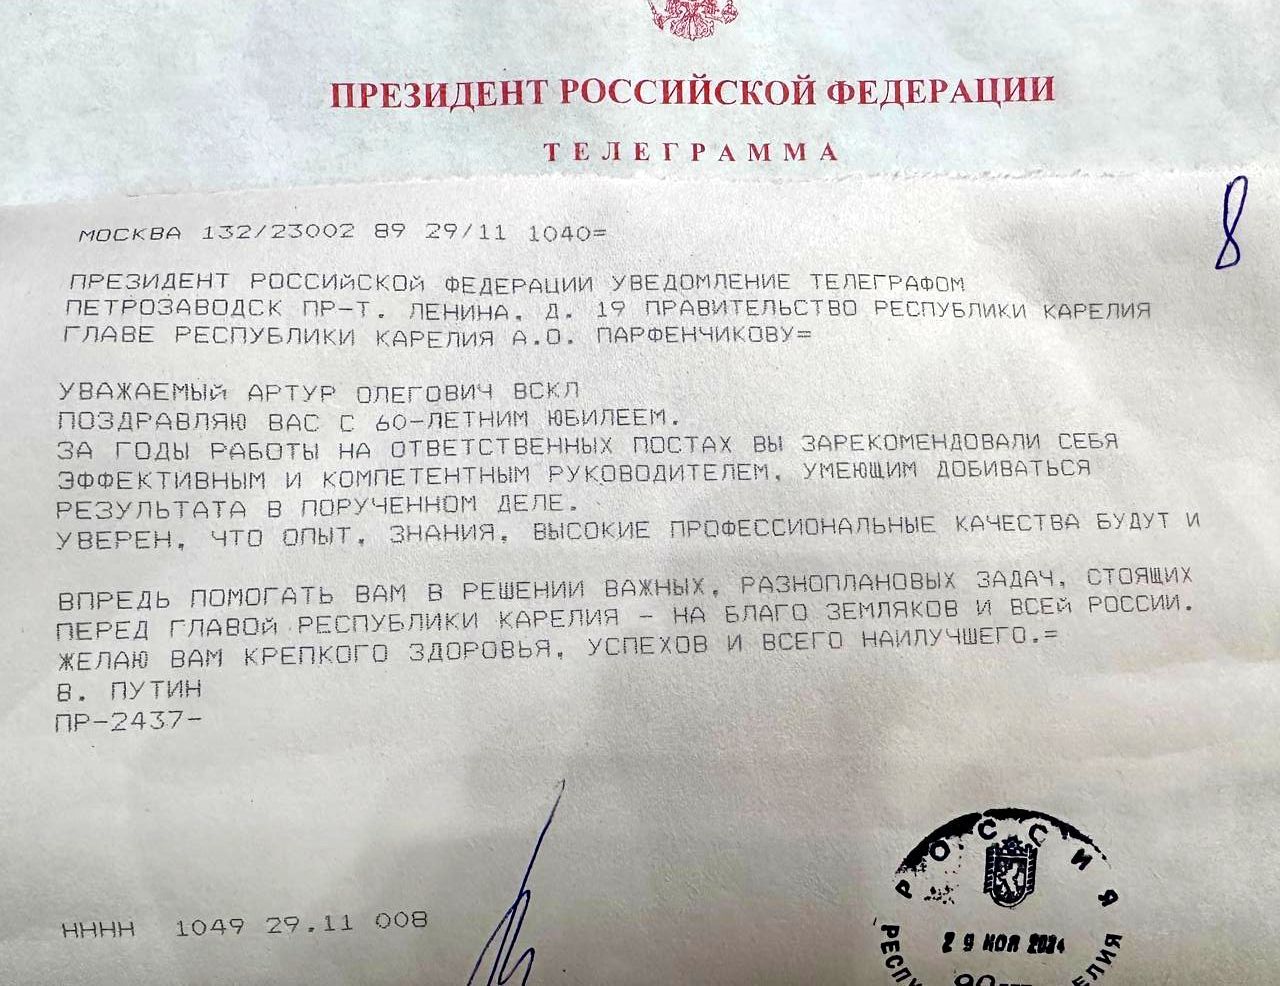 ПРЕЗИДЕНТ РОССИЙСКОЙ ФЕДЕРАЦИИ
ТЕЛЕГРАММА
8
МОСКВА 132/23002 89 29/11 1040=
ПРЕЗИДЕНТ РОССИЙСКОЙ ФЕДЕРАЦИИ УВЕДОМЛЕНИЕ ТЕЛЕГРАФОМ
ПЕТРОЗАВОДСК ПР-Т. ЛЕНИНА, Д. 19 ПРАВИТЕЛЬСТВО РЕСПУБЛИКИ КАРЕЛИЯ
ГЛАВЕ РЕСПУБЛИКИ КАРЕЛИЯ А.О. ПАРФЕНЧИКОВУ=
УВАЖАЕМЫЙ АРТУР ОЛЕГОВИЧ ВСКЛ
ПОЗДРАВЛЯЮ ВАС С 60-ЛЕТНИМ ЮБИЛЕЕМ.
ЗА ГОДЫ РАБОТЫ НА ОТВЕТСТВЕННЫХ ПОСТАХ ВЫ ЗАРЕКОМЕНДОВАЛИ СЕБЯ
ЭФФЕКТИВНЫМ И КОМПЕТЕНТНЫМ РУКОВОДИТЕЛЕМ, УМЕЮЩИМ ДОБИВАТЬСЯ
РЕЗУЛЬТАТА В ПОРУЧЕННОМ ДЕЛЕ.
УВЕРЕН, ЧТО ОПЫТ, ЗНАНИЯ, ВЫСОКИЕ ПРОФЕССИОНАЛЬНЫЕ КАЧЕСТВА БУДУТ И
ВПРЕДЬ ПОМОГАТЬ ВАМ В РЕШЕНИИ ВАЖНЫХ, РАЗНОПЛАНОВЫХ ЗАДАЧ, СТОЯЩИХ
ПЕРЕД ГЛАВОЙ РЕСПУБЛИКИ КАРЕЛИЯ - НА БЛАГО ЗЕМЛЯКОВ И ВСЕЙ РОССИИ.
ЖЕЛАЮ ВАМ КРЕПКОГО ЗДОРОВЬЯ, УСПЕХОВ И ВСЕГО НАИЛУЧШЕГО.=
В. ПУТИН
ПР-2437-
НННН 1049 29.11 008
РОССИЯ
29 НОЯ 2024